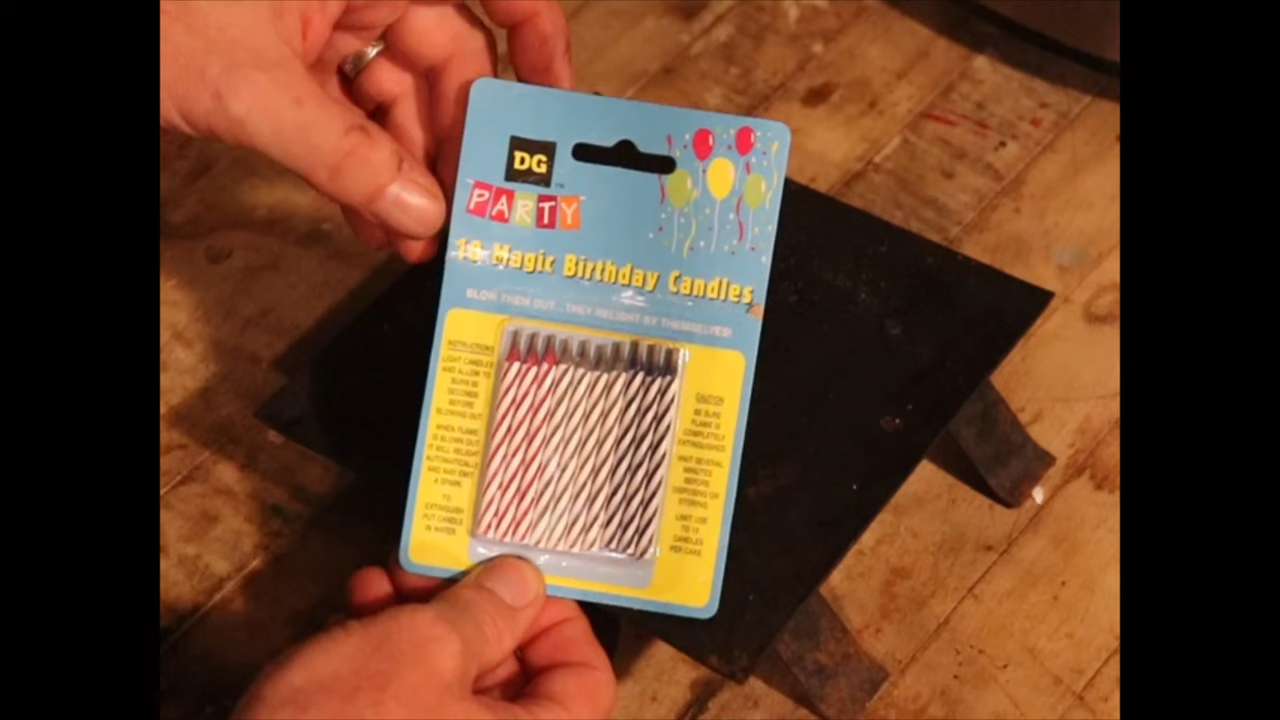 DG
PARTY
10 Magic Birthday Candles
BLOW THEM OUT...THEY RELIGHT BY THEMSELVES!
INSTRUCTIONS
LIGHT CANDLES
AND ALLOW TO
BURN
SECONDS
BEFORE
BLOWING OUT
WHEN FLAME
IS BLOWN OUT
IT WILL RELIGHT
AUTOMATICALLY
AND MAY EMIT
A SPARK.
TO
EXTINGUISH
PUT CANDLE
IN WATER.
CAUTION
BE SURE
FLAME IS
COMPLETELY
EXTINGUISHED.
WAIT SEVERAL
MINUTES
BEFORE
DISPOSING OR
STORING.
LIMIT USE
TO 10
CANDLES
PER CAKE.